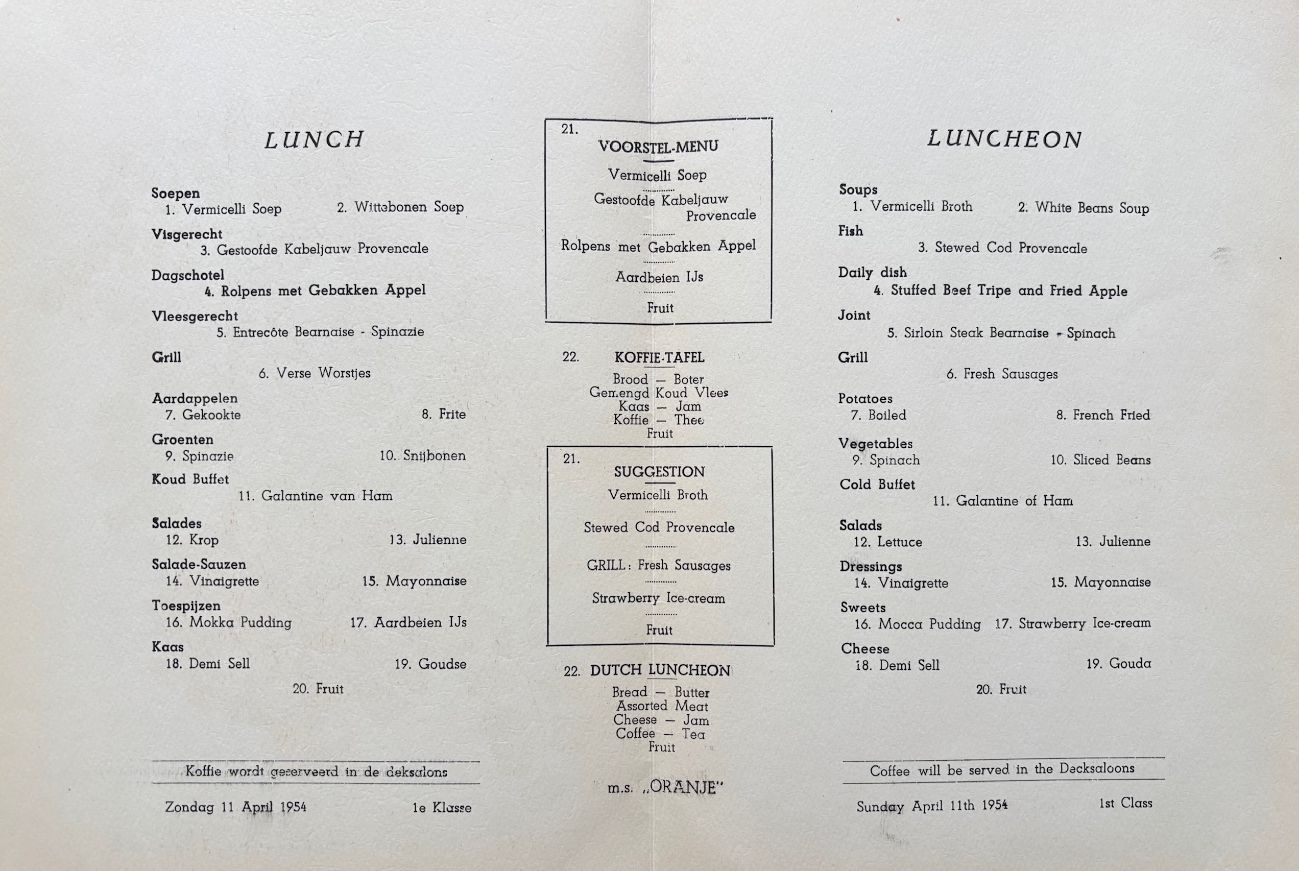 LUNCH
Soepen
1. Vermicelli Soep 2. Wittebonen Soep
Visgerecht
3. Gestoofde Kabeljauw Provencale
Dagschotel
4. Rolpens met Gebakken Appel
Vleesgerecht
5. Entrecôte Bearnaise - Spinazie
Grill
6. Verse Worstjes
Aardappelen
7. Gekookte 8. Frite
Groenten
9. Spinazie 10. Snijbonen
Koud Buffet
11. Galantine van Ham
Salades
12. Krop 13. Julienne
Salade-Sauzen
14. Vinaigrette 15. Mayonnaise
Toespijzen
16. Mokka Pudding 17. Aardbeien IJs
Kaas
18. Demi Sell 19. Goudse
20. Fruit
Koffie wordt geserveerd in de deksalons
Zondag 11 April 1954 1e Klasse
21.
VOORSTEL-MENU
Vermicelli Soep
Gestoofde Kabeljauw
Provencale
Rolpens met Gebakken Appel
Aardbeien IJs
Fruit
22. KOFFIE-TAFEL
Brood — Boter
Gemengd Koud Vlees
Kaas — Jam
Koffie — Thee
Fruit
21.
SUGGESTION
Vermicelli Broth
Stewed Cod Provencale
GRILL: Fresh Sausages
Strawberry Ice-cream
Fruit
22. DUTCH LUNCHEON
Bread — Butter
Assorted Meat
Cheese — Jam
Coffee — Tea
Fruit
m.s. „ORANJE"
LUNCHEON
Soups
1. Vermicelli Broth 2. White Beans Soup
Fish
3. Stewed Cod Provencale
Daily dish
4. Stuffed Beef Tripe and Fried Apple
Joint
5. Sirloin Steak Bearnaise - Spinach
Grill
6. Fresh Sausages
Potatoes
7. Boiled 8. French Fried
Vegetables
9. Spinach 10. Sliced Beans
Cold Buffet
11. Galantine of Ham
Salads
12. Lettuce 13. Julienne
Dressings
14. Vinaigrette 15. Mayonnaise
Sweets
16. Mocca Pudding 17. Strawberry Ice-cream
Cheese
18. Demi Sell 19. Gouda
20. Fruit
Coffee will be served in the Decksaloons
Sunday April 11th 1954 1st Class